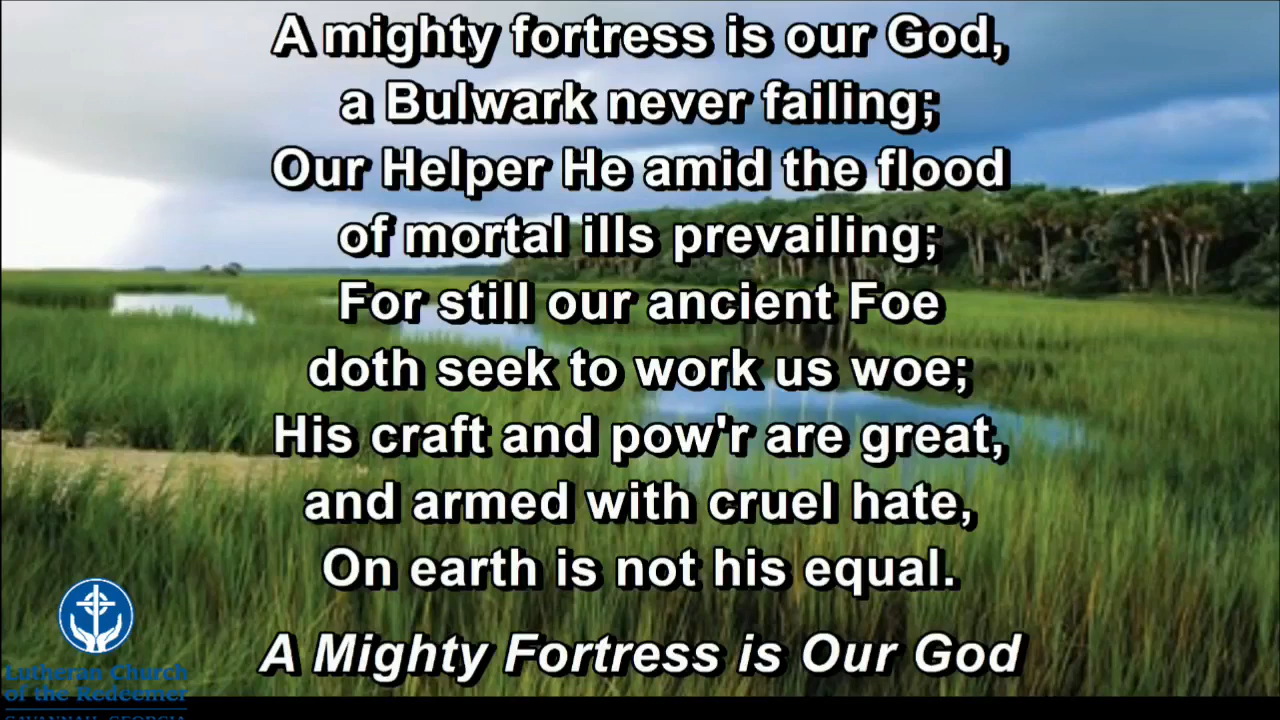 A mighty fortress is our God,
a Bulwark never failing;
Our Helper He amid the flood
of mortal ills prevailing;
For still our ancient Foe
doth seek to work us woe;
His craft and pow'r are great,
and armed with cruel hate,
On earth is not his equal.
A Mighty Fortress is Our God
Lutheran Church
of the Redeemer
SAVANNAH, GEORGIA